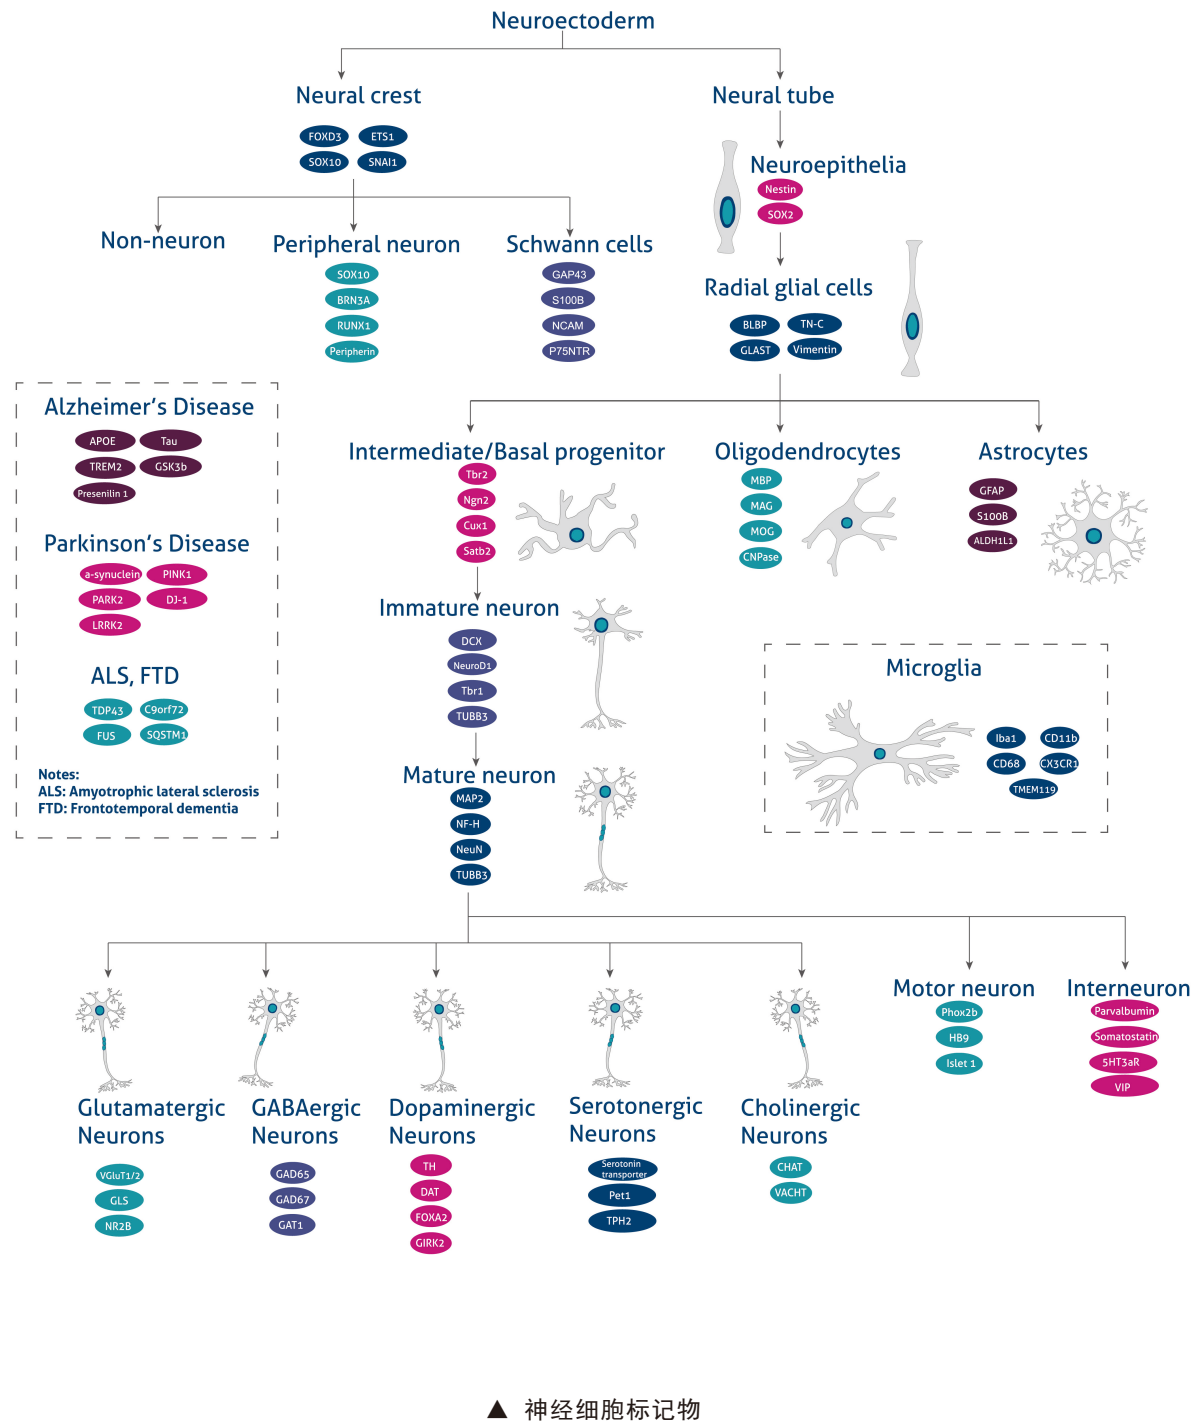 Neuroectoderm
Neural crest
FOXD3
ETS1
SOX10
SNAI1
Neural tube
Neuroepithelia
Nestin
SOX2
Non-neuron
Peripheral neuron
SOX10
BRN3A
RUNX1
Peripherin
Schwann cells
GAP43
S100B
NCAM
P75NTR
Radial glial cells
BLBP
TN-C
GLAST
Vimentin
Alzheimer's Disease
APOE
Tau
TREM2
GSK3b
Presenilin 1
Parkinson's Disease
a-synuclein
PINK1
PARK2
DJ-1
LRRK2
ALS, FTD
TDP43
C9orf72
FUS
SQSTM1
Notes:
ALS: Amyotrophic lateral sclerosis
FTD: Frontotemporal dementia
Intermediate/Basal progenitor
Tbr2
Ngn2
Cux1
Satb2
Oligodendrocytes
MBP
MAG
MOG
CNPase
Astrocytes
GFAP
S100B
ALDH1L1
Immature neuron
DCX
NeuroD1
Tbr1
TUBB3
Microglia
Iba1
CD11b
CD68
CX3CR1
TMEM119
Mature neuron
MAP2
NF-H
NeuN
TUBB3
Motor neuron
Phox2b
HB9
Islet 1
Interneuron
Parvalbumin
Somatostatin
5HT3aR
VIP
Glutamatergic
Neurons
VGluT1/2
GLS
NR2B
GABAergic
Neurons
GAD65
GAD67
GAT1
Dopaminergic
Neurons
TH
DAT
FOXA2
GIRK2
Serotonergic
Neurons
Serotonin
transporter
Pet1
TPH2
Cholinergic
Neurons
CHAT
VACHT
▲ 神经细胞标记物